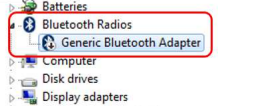 Batteries
Bluetooth Radios
Generic Bluetooth Adapter
Computer
Disk drives
Display adapters